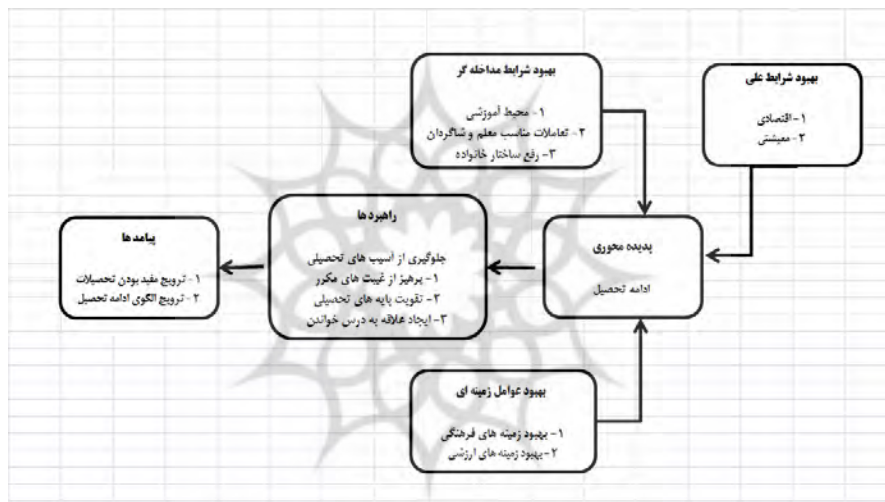 بهبود شرایط علی
۱- اقتصادی
۲- معیشتی
بهبود شرایط مداخله گر
۱- محیط آموزشی
۲- تعاملات مناسب معلم و شاگردان
۳- رفع ساختار خانواده
پدیده محوری
ادامه تحصیل
راهبردها
جلوگیری از آسیب های تحصیلی
۱- پرهیز از غیبت های مکرر
۲- تقویت پایه های تحصیلی
۳- ایجاد علاقه به درس خواندن
پیامدها
۱- ترویج مفید بودن تحصیلات
۲- ترویج الگوی ادامه تحصیل
بهبود عوامل زمینه ای
۱- بهبود زمینه های فرهنگی
۲- بهبود زمینه های ارزشی